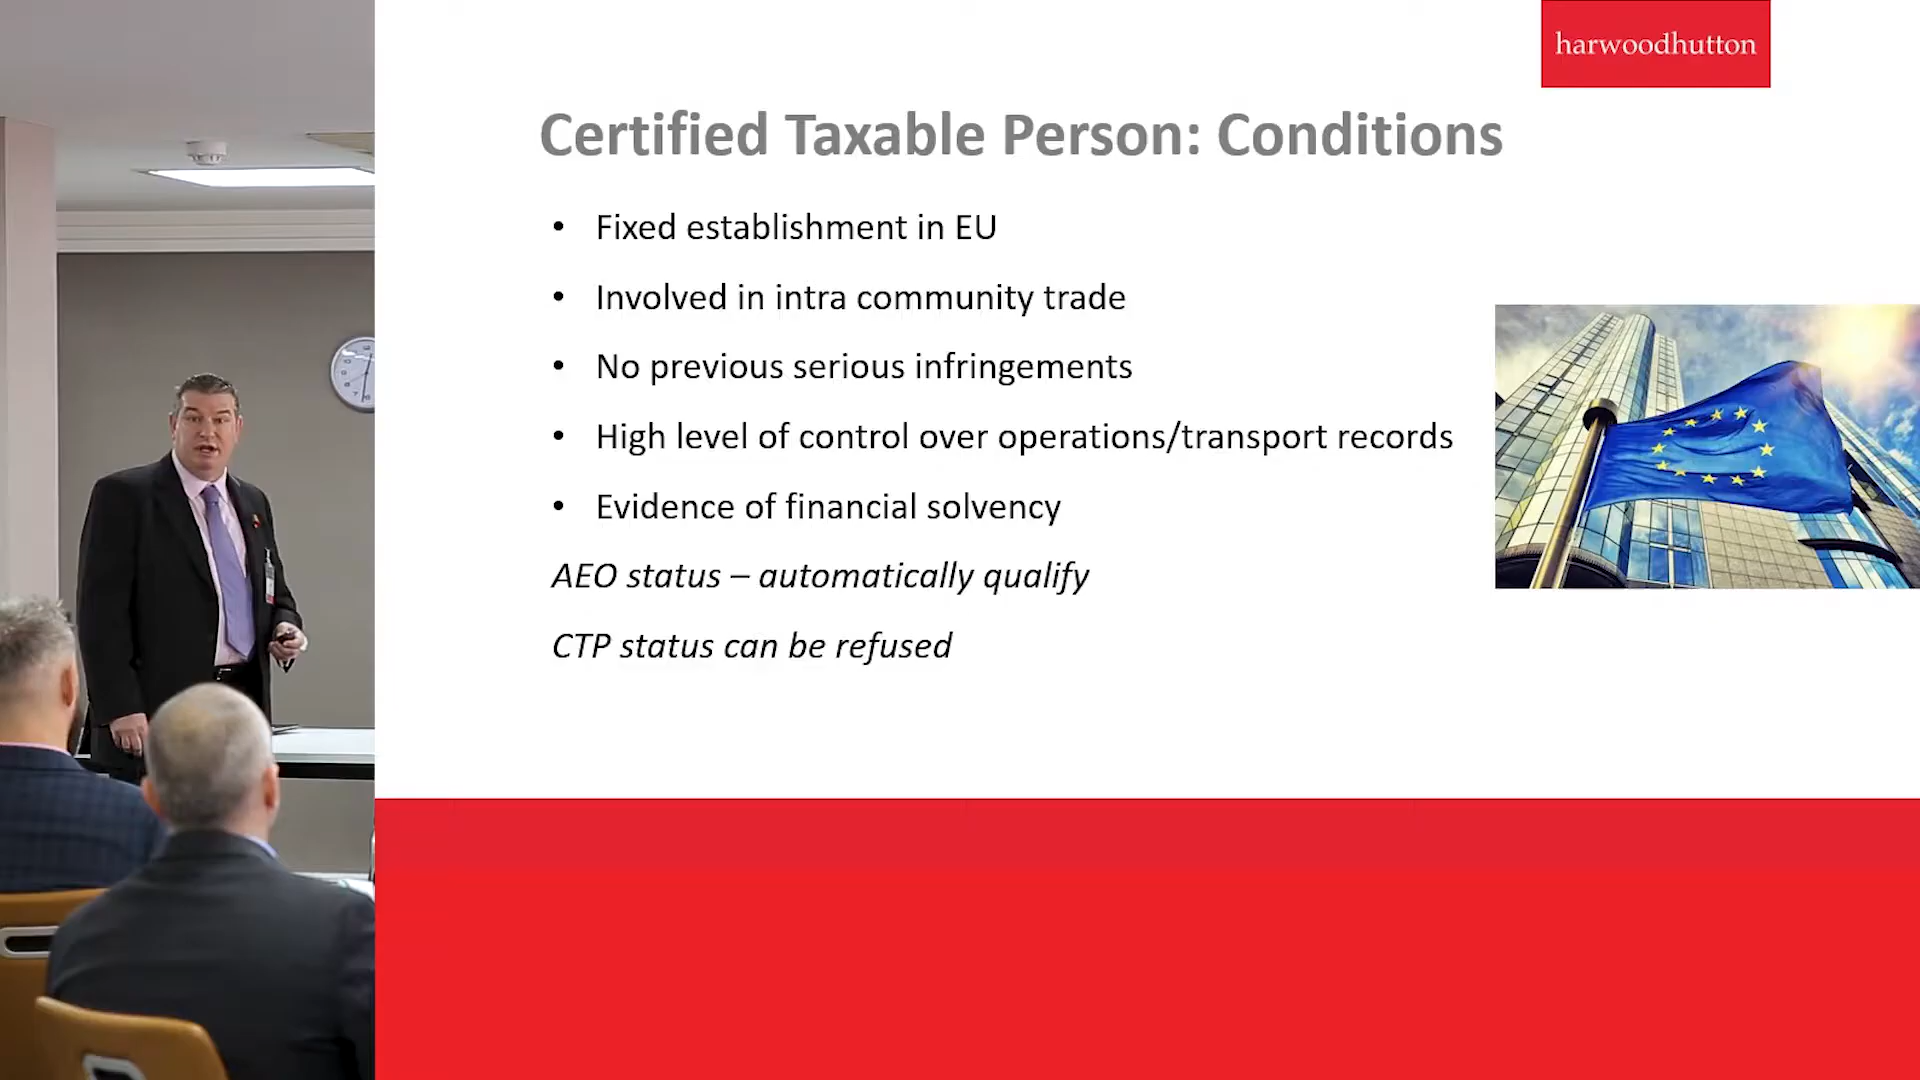 harwoodhutton
Certified Taxable Person: Conditions
• Fixed establishment in EU
• Involved in intra community trade
• No previous serious infringements
• High level of control over operations/transport records
• Evidence of financial solvency
AEO status – automatically qualify
CTP status can be refused